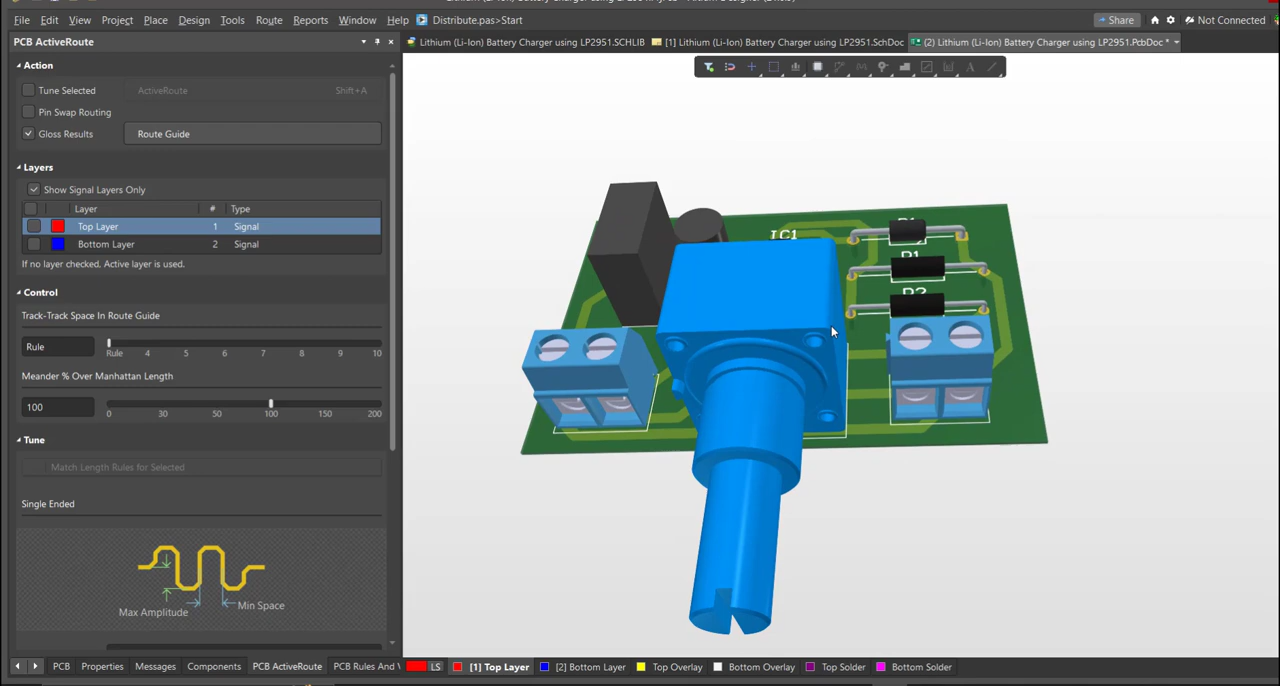 File Edit View Project Place Design Tools Route Reports Window Help Distribute.pas>Start Share Not Connected
PCB ActiveRoute
Lithium (Li-Ion) Battery Charger using LP2951.SCHLIB [1] Lithium (Li-Ion) Battery Charger using LP2951.SchDoc (2) Lithium (Li-Ion) Battery Charger using LP2951.PcbDoc *
Action
Tune Selected ActiveRoute Shift+A
Pin Swap Routing
Gloss Results Route Guide
Layers
Show Signal Layers Only
Layer # Type
Top Layer 1 Signal
Bottom Layer 2 Signal
If no layer checked. Active layer is used.
Control
Track-Track Space In Route Guide
Rule Rule 4 5 6 7 8 9 10
Meander % Over Manhattan Length
100 0 30 50 100 150 200
Tune
Match Length Rules for Selected
Single Ended
Max Amplitude Min Space
IC1
R1
PCB Properties Messages Components PCB ActiveRoute PCB Rules And V LS [1] Top Layer [2] Bottom Layer Top Overlay Bottom Overlay Top Solder Bottom Solder